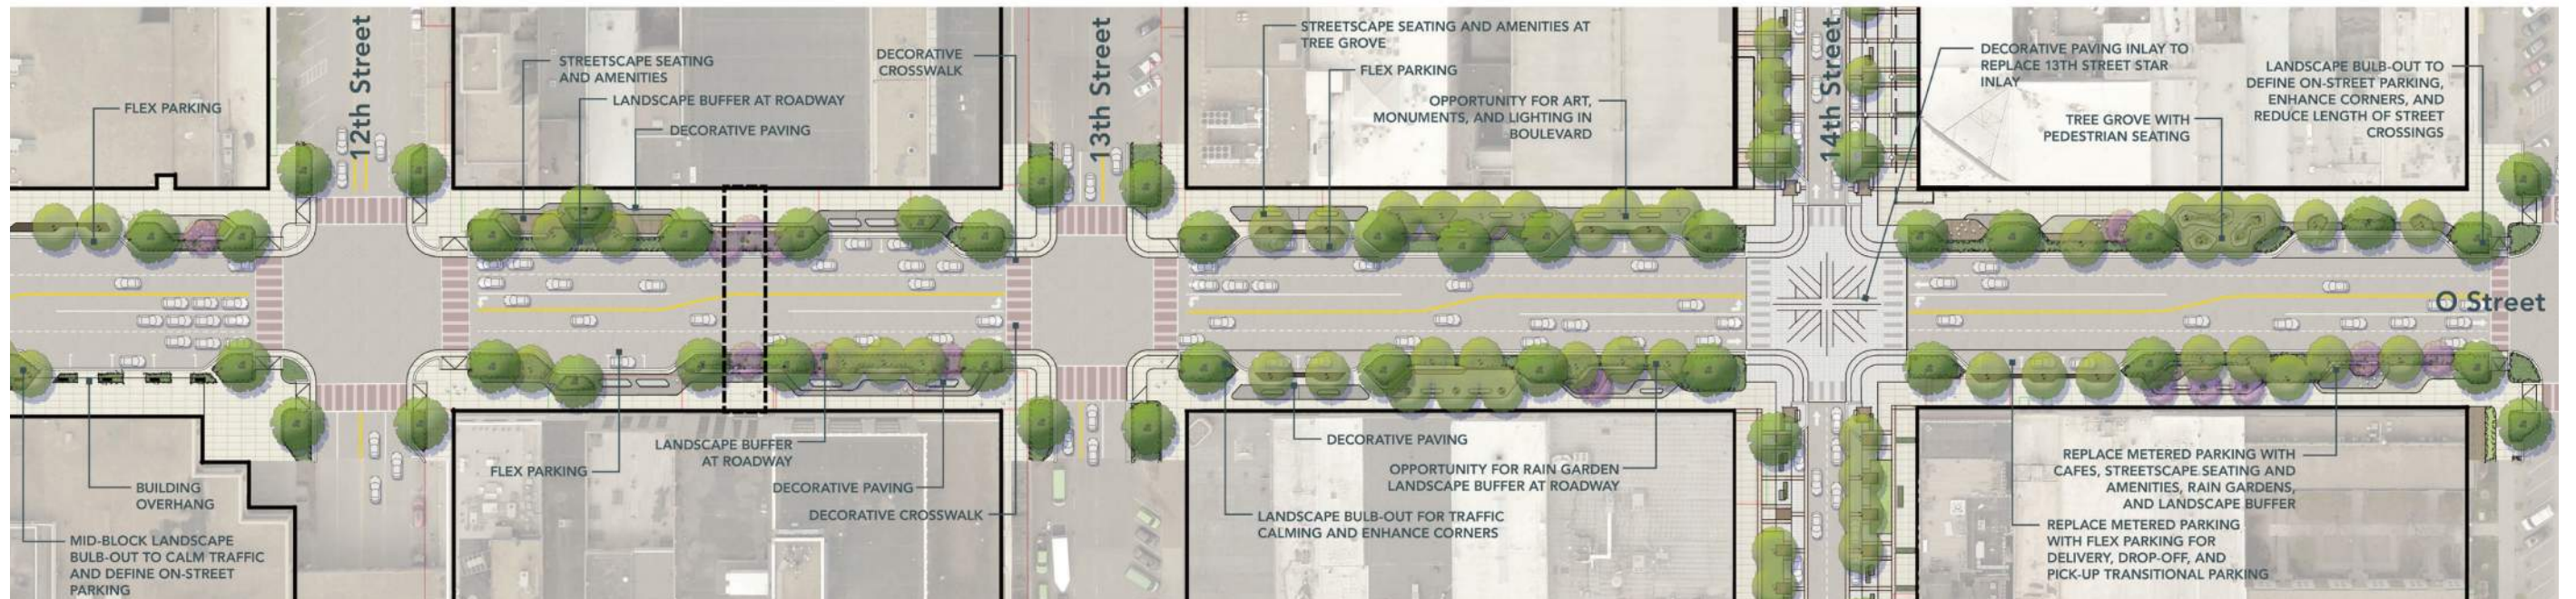 12th Street
13th Street
14th Street
O Street
FLEX PARKING
STREETSCAPE SEATING
AND AMENITIES
LANDSCAPE BUFFER AT ROADWAY
DECORATIVE PAVING
DECORATIVE
CROSSWALK
STREETSCAPE SEATING AND AMENITIES AT
TREE GROVE
FLEX PARKING
OPPORTUNITY FOR ART,
MONUMENTS, AND LIGHTING IN
BOULEVARD
DECORATIVE PAVING INLAY TO
REPLACE 13TH STREET STAR
INLAY
TREE GROVE WITH
PEDESTRIAN SEATING
LANDSCAPE BULB-OUT TO
DEFINE ON-STREET PARKING,
ENHANCE CORNERS, AND
REDUCE LENGTH OF STREET
CROSSINGS
BUILDING
OVERHANG
MID-BLOCK LANDSCAPE
BULB-OUT TO CALM TRAFFIC
AND DEFINE ON-STREET
PARKING
FLEX PARKING
LANDSCAPE BUFFER
AT ROADWAY
DECORATIVE PAVING
DECORATIVE CROSSWALK
DECORATIVE PAVING
OPPORTUNITY FOR RAIN GARDEN
LANDSCAPE BUFFER AT ROADWAY
LANDSCAPE BULB-OUT FOR TRAFFIC
CALMING AND ENHANCE CORNERS
REPLACE METERED PARKING WITH
CAFES, STREETSCAPE SEATING AND
AMENITIES, RAIN GARDENS,
AND LANDSCAPE BUFFER
REPLACE METERED PARKING
WITH FLEX PARKING FOR
DELIVERY, DROP-OFF, AND
PICK-UP TRANSITIONAL PARKING